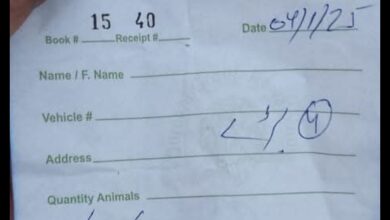 15 40
Book # Receipt # Date 04/1/25
Name / F. Name
Vehicle #
4
Address
Quantity Animals